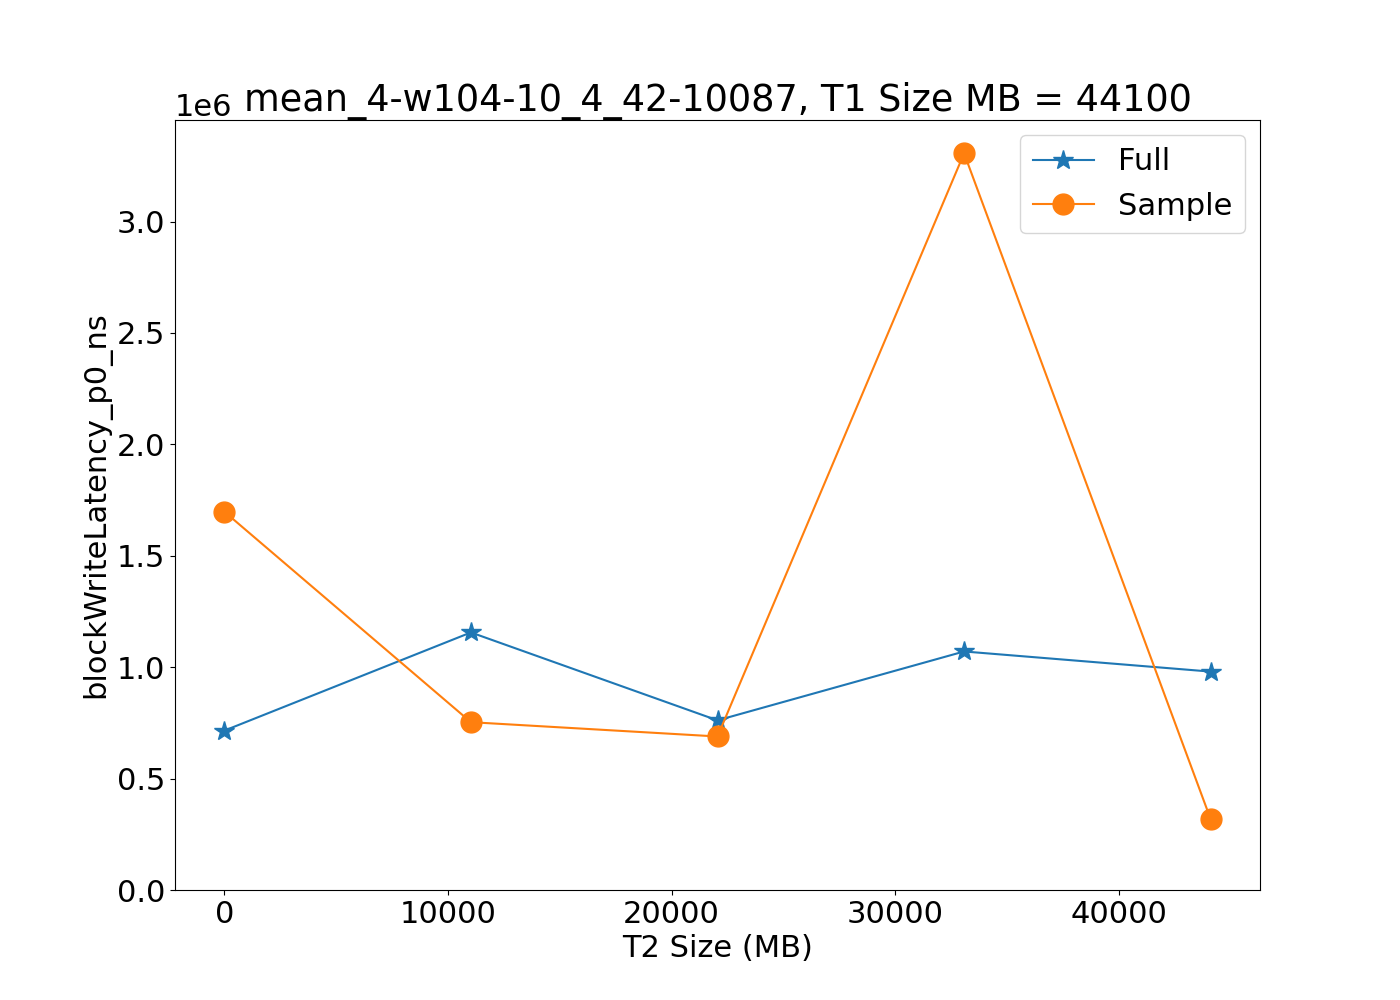 1e6 mean_4-w104-10_4_42-10087, T1 Size MB = 44100
Full
Sample
3.0
2.5
2.0
1.5
1.0
0.5
0.0
blockWriteLatency_p0_ns
0 10000 20000 30000 40000
T2 Size (MB)